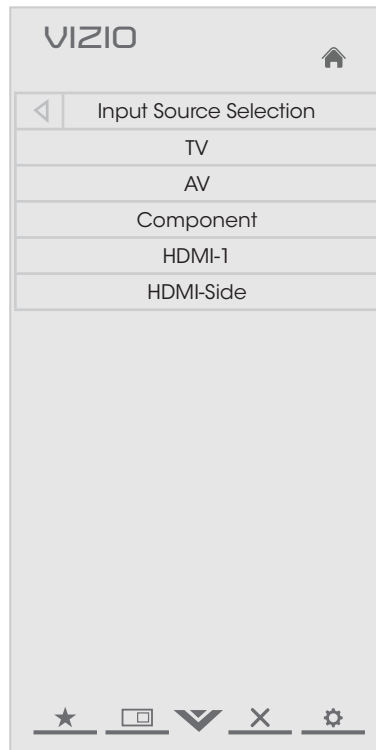 VIZIO
Input Source Selection
TV
AV
Component
HDMI-1
HDMI-Side